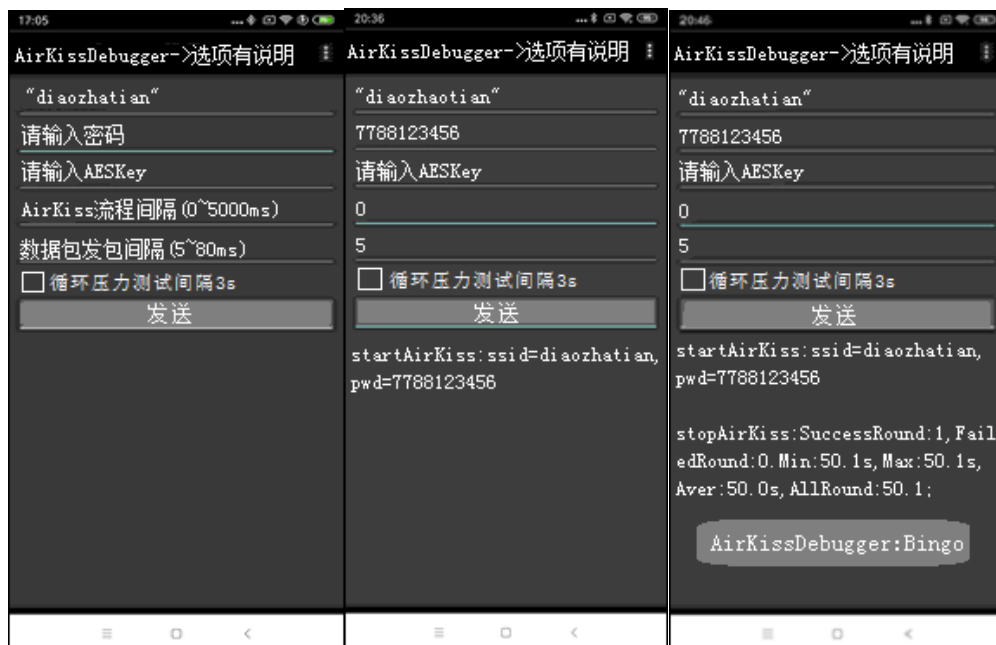 17:05
AirKissDebugger->选项有说明
"diaozhatian"
请输入密码
请输入AESKey
AirKiss流程间隔(0~5000ms)
数据包发包间隔(5~80ms)
循环压力测试间隔3s
发送
20:36
AirKissDebugger->选项有说明
"diaozhaotian"
7788123456
请输入AESKey
0
5
循环压力测试间隔3s
发送
startAirKiss:ssid=diaozhatian,
pwd=7788123456
20:46
AirKissDebugger->选项有说明
"diaozhatian"
7788123456
请输入AESKey
0
5
循环压力测试间隔3s
发送
startAirKiss:ssid=diaozhatian,
pwd=7788123456
stopAirKiss:SuccessRound:1,Fail
edRound:0.Min:50.1s,Max:50.1s,
Aver:50.0s,AllRound:50.1;
AirKissDebugger:Bingo